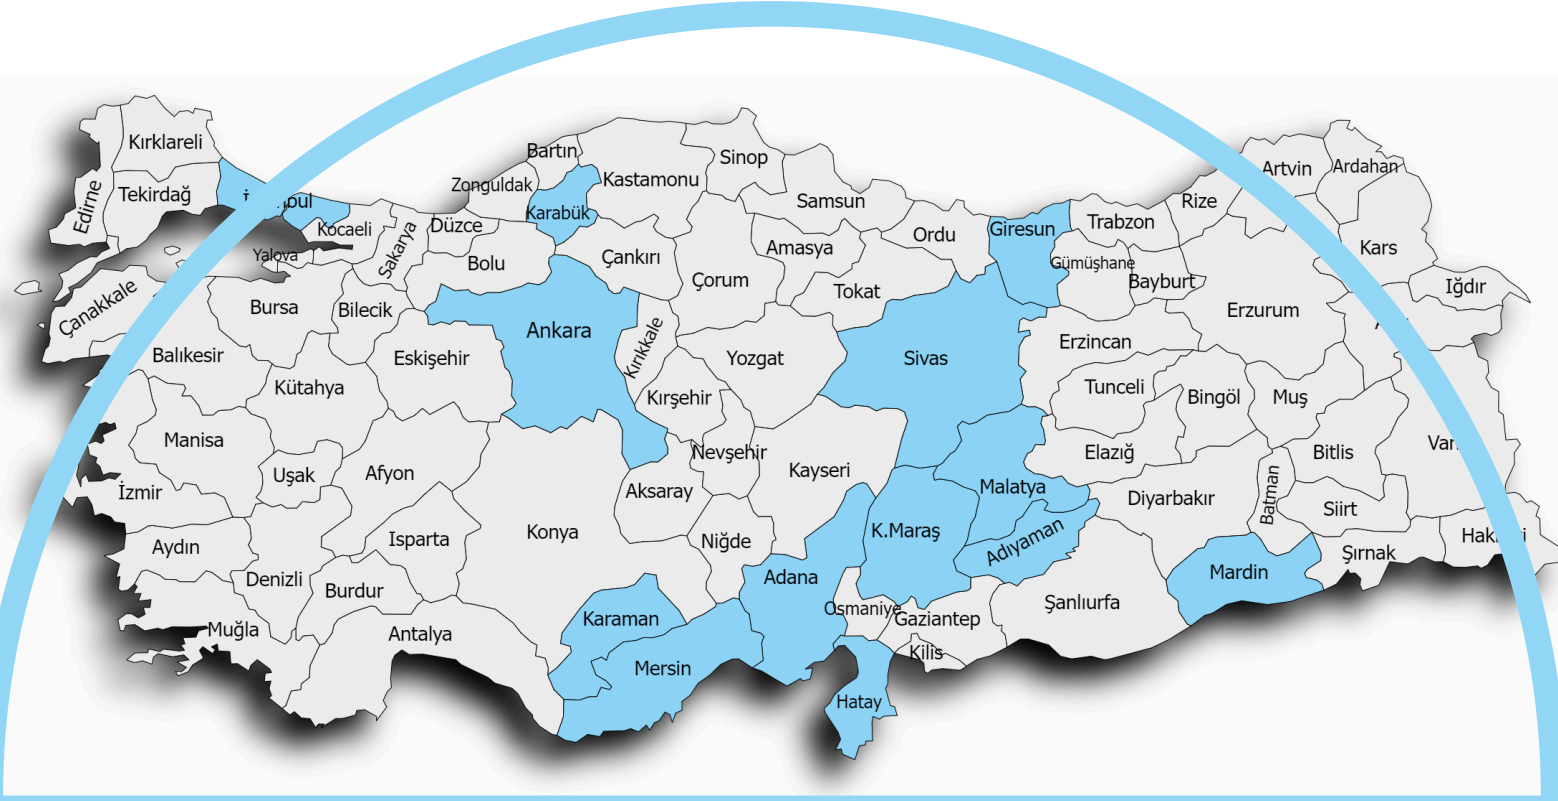 Kırklareli
Edirne
Tekirdağ
Kocaeli
Yalova
Sakarya
Düzce
Zonguldak
Bartın
Karabük
Kastamonu
Sinop
Samsun
Ordu
Giresun
Trabzon
Rize
Artvin
Ardahan
Kars
Iğdır
Gümüşhane
Bayburt
Erzurum
Erzincan
Çanakkale
Balıkesir
Bursa
Bilecik
Bolu
Çankırı
Çorum
Amasya
Tokat
Eskişehir
Kütahya
Ankara
Kırıkkale
Kırşehir
Yozgat
Sivas
Tunceli
Bingöl
Muş
Bitlis
Van
Manisa
İzmir
Uşak
Afyon
Nevşehir
Aksaray
Kayseri
Malatya
Elazığ
Diyarbakır
Batman
Siirt
Şırnak
Aydın
Denizli
Isparta
Burdur
Konya
Niğde
Adana
K.Maraş
Adıyaman
Şanlıurfa
Mardin
Muğla
Antalya
Karaman
Mersin
Osmaniye
Gaziantep
Kilis
Hatay